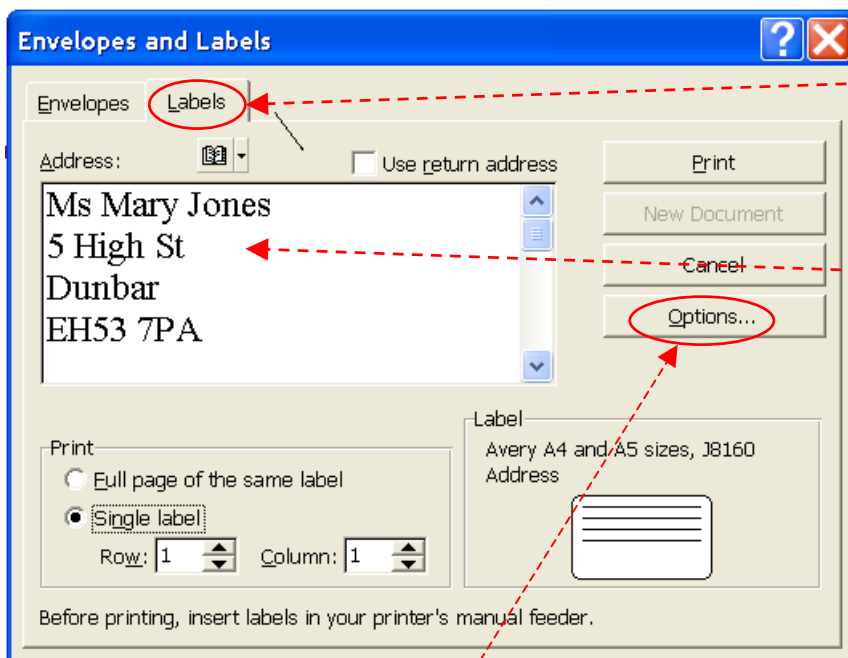 Envelopes and Labels
?
Envelopes Labels
Address: Use return address
Ms Mary Jones
5 High St
Dunbar
EH53 7PA
Print
New Document
Cancel
Options...
Print
Full page of the same label
Single label
Row: 1 Column: 1
Label
Avery A4 and A5 sizes, J8160
Address
Before printing, insert labels in your printer's manual feeder.